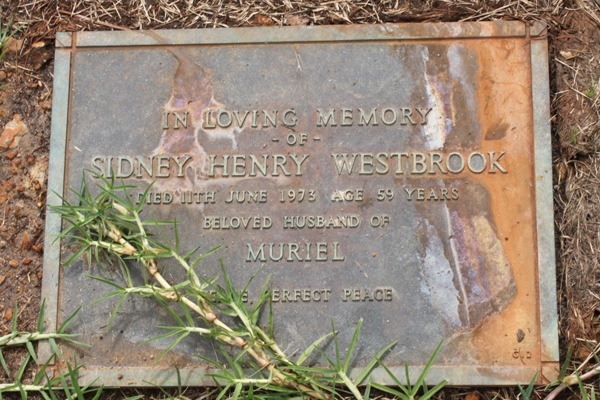 IN LOVING MEMORY
- OF -
SIDNEY HENRY WESTBROOK
DIED 11TH JUNE 1973 AGE 59 YEARS
BELOVED HUSBAND OF
MURIEL
PERFECT PEACE